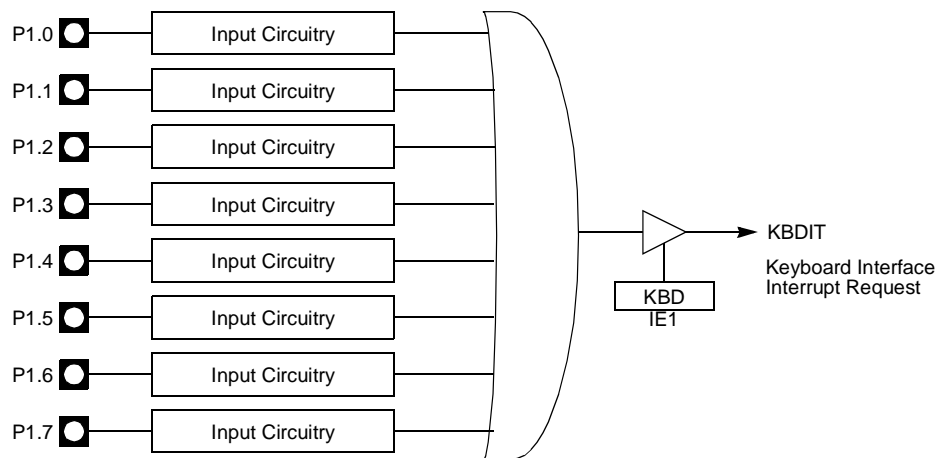 P1.0 Input Circuitry
P1.1 Input Circuitry
P1.2 Input Circuitry
P1.3 Input Circuitry
P1.4 Input Circuitry
P1.5 Input Circuitry
P1.6 Input Circuitry
P1.7 Input Circuitry
KBDIT
Keyboard Interface
Interrupt Request
KBD
IE1